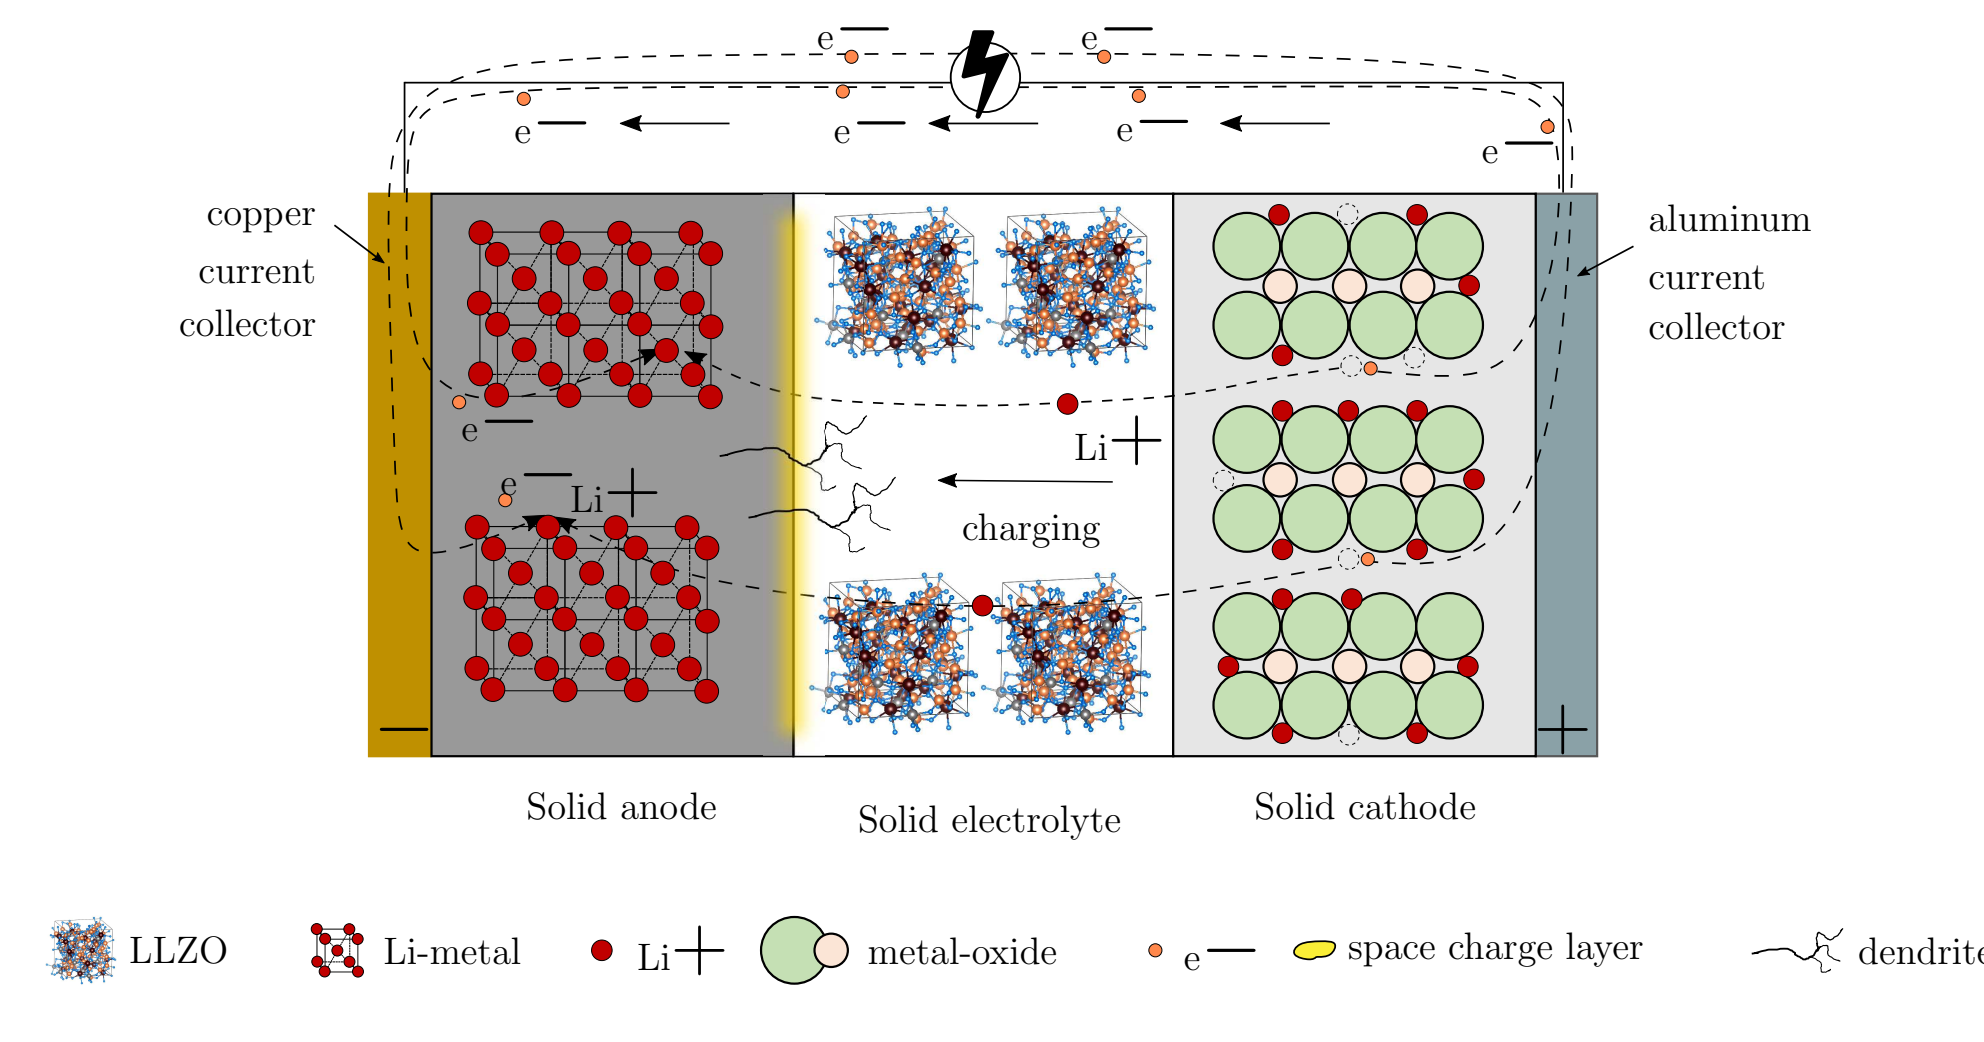 e−
e−
e−
e−
e−
e−
copper
current
collector
aluminum
current
collector
e−
Li+
e−
Li+
charging
−
+
Solid anode
Solid electrolyte
Solid cathode
LLZO
Li-metal
Li+
metal-oxide
e−
space charge layer
dendrite